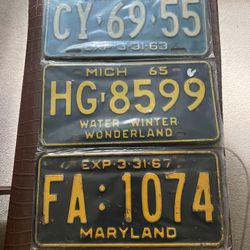 CY·69·55
EXP·3·31·63
MICH 65
HG·8599
WATER-WINTER
WONDERLAND
EXP·3·31·67
FA:1074
MARYLAND